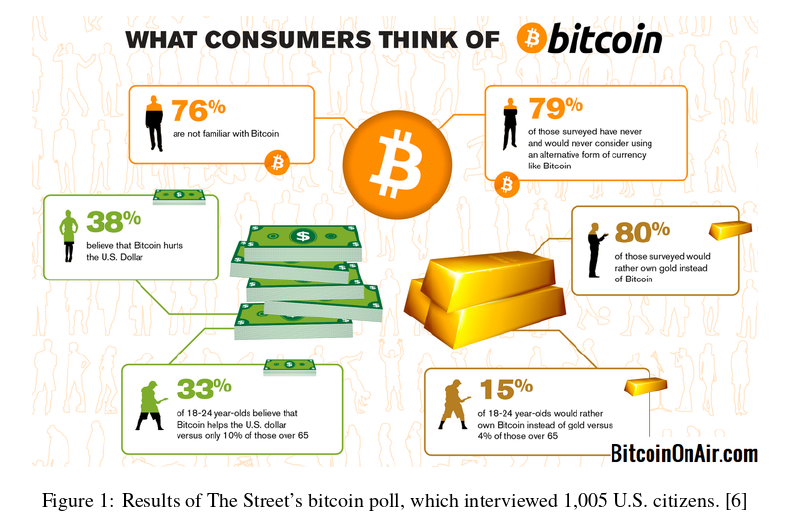 WHAT CONSUMERS THINK OF bitcoin
76%
are not familiar with Bitcoin
79%
of those surveyed have never
and would never consider using
an alternative form of currency
like Bitcoin
38%
believe that Bitcoin hurts
the U.S. Dollar
80%
of those surveyed would
rather own gold instead
of Bitcoin
33%
of 18-24 year-olds believe that
Bitcoin helps the U.S. dollar
versus only 10% of those over 65
15%
of 18-24 year-olds would rather
own Bitcoin instead of gold versus
4% of those over 65
BitcoinOnAir.com
Figure 1: Results of The Street's bitcoin poll, which interviewed 1,005 U.S. citizens. [6]